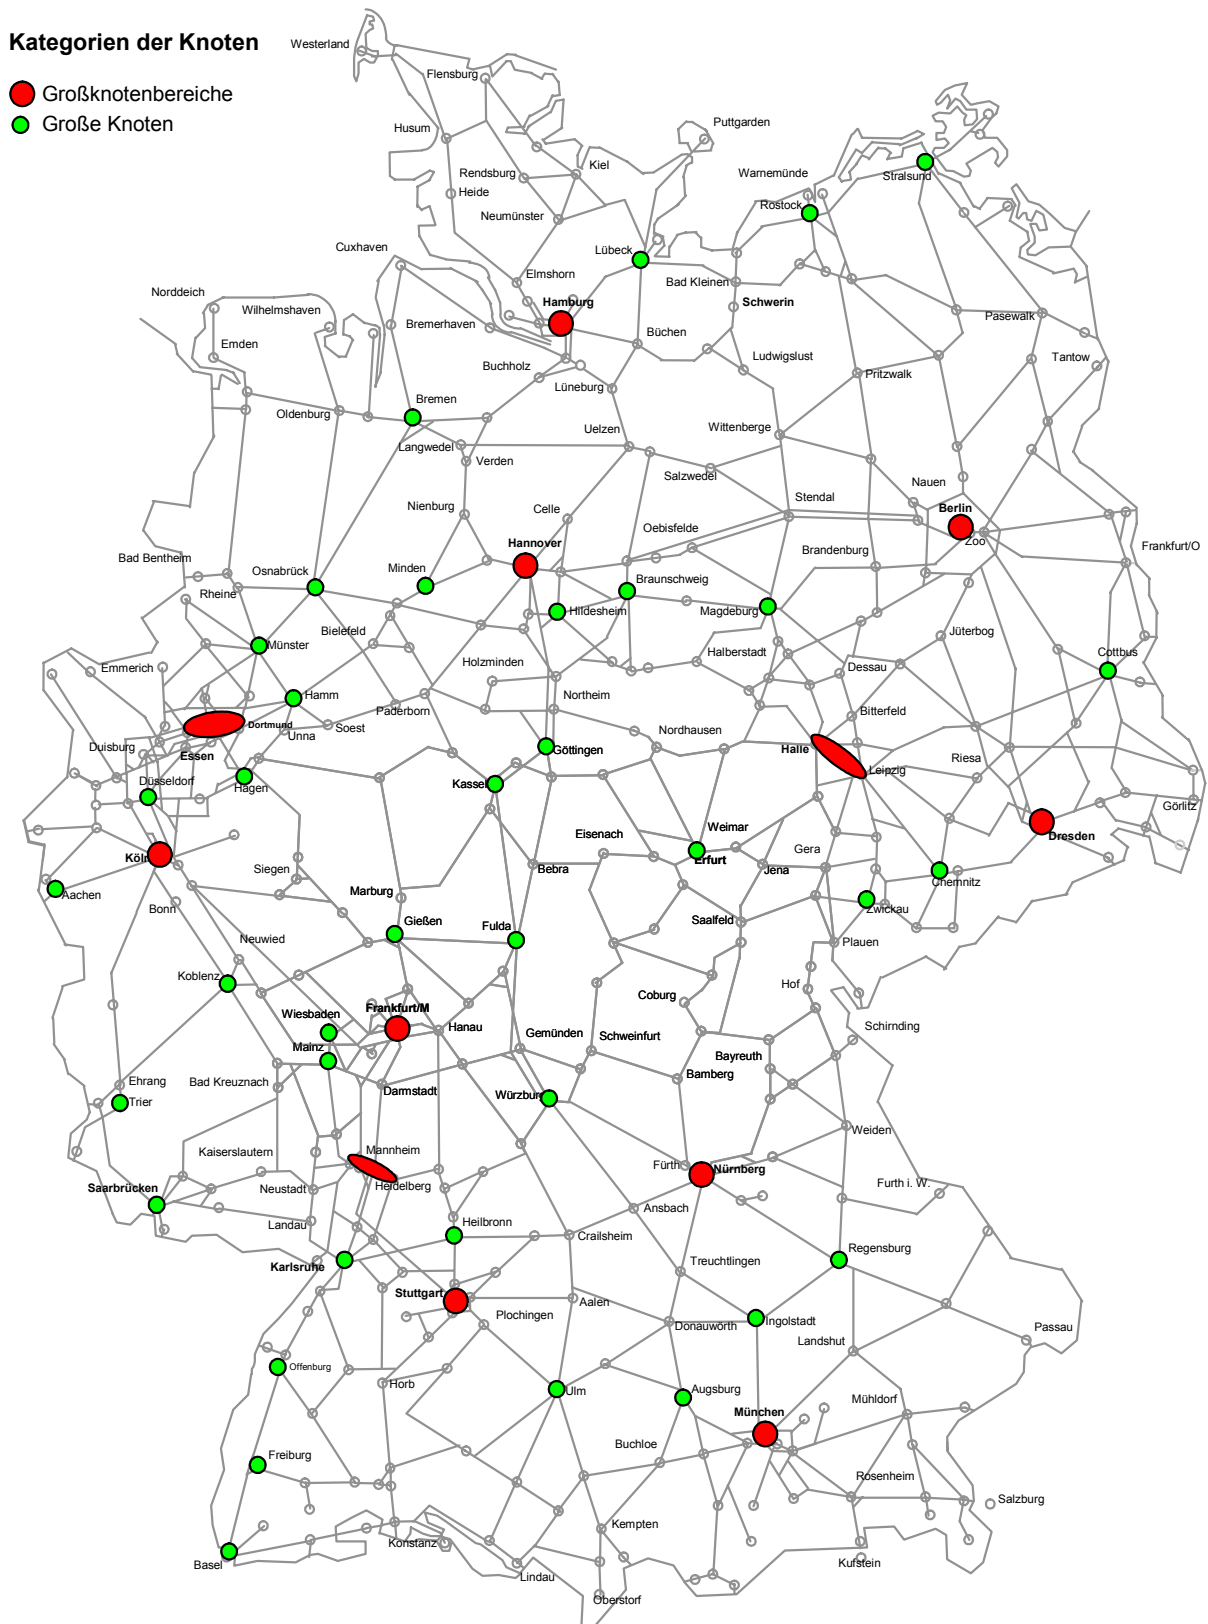 Kategorien der Knoten
Großknotenbereiche
Große Knoten
Westerland
Flensburg
Husum
Puttgarden
Kiel
Rendsburg
Warnemünde
Stralsund
Heide
Rostock
Neumünster
Cuxhaven
Lübeck
Elmshorn
Bad Kleinen
Norddeich
Wilhelmshaven
Hamburg
Schwerin
Pasewalk
Bremerhaven
Büchen
Emden
Ludwigslust
Tantow
Buchholz
Pritzwalk
Lüneburg
Bremen
Oldenburg
Uelzen
Wittenberge
Langwedel
Verden
Salzwedel
Nauen
Stendal
Nienburg
Celle
Berlin
Oebisfelde
Zoo
Hannover
Frankfurt/O
Brandenburg
Bad Bentheim
Osnabrück
Minden
Braunschweig
Rheine
Hildesheim
Magdeburg
Bielefeld
Jüterbog
Münster
Halberstadt
Cottbus
Emmerich
Holzminden
Dessau
Hamm
Northeim
Paderborn
Bitterfeld
Dortmund
Soest
Nordhausen
Unna
Duisburg
Göttingen
Halle
Essen
Riesa
Leipzig
Düsseldorf
Hagen
Kassel
Görlitz
Weimar
Eisenach
Dresden
Gera
Köln
Erfurt
Siegen
Bebra
Jena
Chemnitz
Aachen
Marburg
Bonn
Zwickau
Gießen
Fulda
Saalfeld
Neuwied
Plauen
Koblenz
Hof
Coburg
Frankfurt/M
Wiesbaden
Schirnding
Hanau
Gemünden
Schweinfurt
Mainz
Bayreuth
Bamberg
Ehrang
Bad Kreuznach
Darmstadt
Würzburg
Trier
Weiden
Mannheim
Kaiserslautern
Fürth
Nürnberg
Furth i. W.
Saarbrücken
Neustadt
Heidelberg
Ansbach
Landau
Heilbronn
Crailsheim
Regensburg
Karlsruhe
Treuchtlingen
Stuttgart
Aalen
Plochingen
Donauwörth
Ingolstadt
Passau
Landshut
Offenburg
Horb
Ulm
Augsburg
Mühldorf
München
Buchloe
Freiburg
Rosenheim
Salzburg
Kempten
Konstanz
Basel
Kufstein
Lindau
Oberstorf